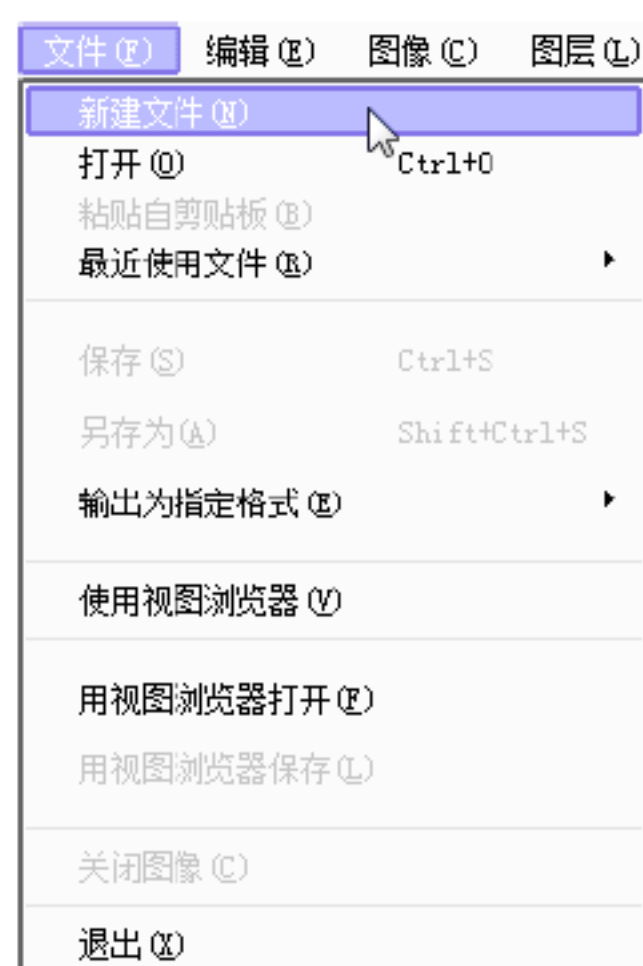 文件(F) 编辑(E) 图像(C) 图层(L)
新建文件(N)
打开(O) Ctrl+O
粘贴自剪贴板(B)
最近使用文件(R)
保存(S) Ctrl+S
另存为(A) Shift+Ctrl+S
输出为指定格式(E)
使用视图浏览器(V)
用视图浏览器打开(F)
用视图浏览器保存(L)
关闭图像(C)
退出(X)